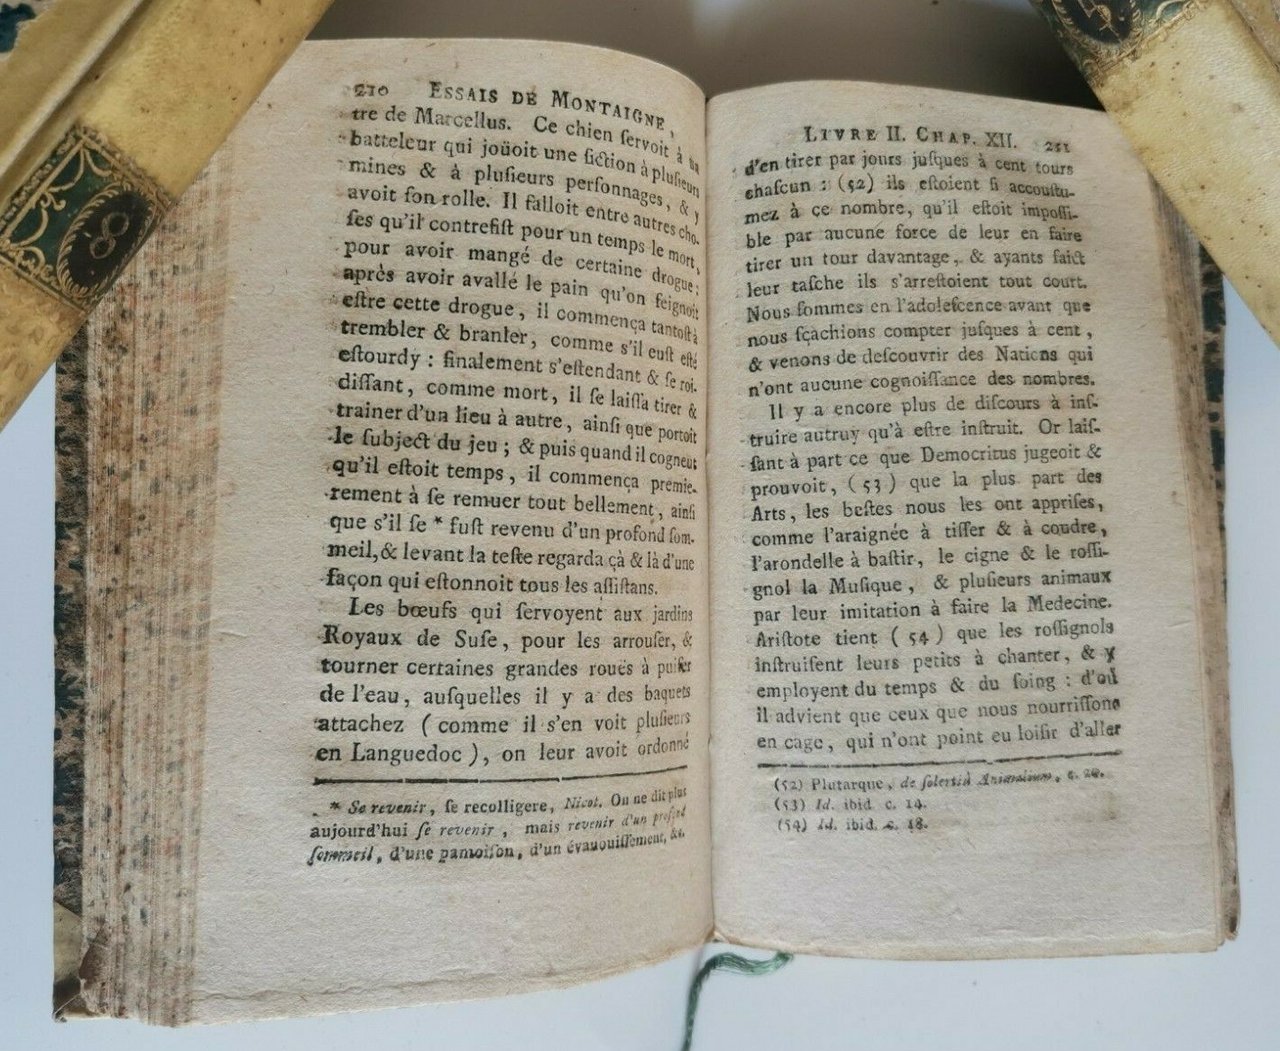 8
210 ESSAIS DE MONTAIGNE,
tre de Marcellus. Ce chien ſervoit à un
batteleur qui joüoit une fiction à pluſieurs
mines & à pluſieurs perſonnages, & y
avoit ſon rolle. Il falloit entre autres cho-
ſes qu'il contrefiſt pour un temps le mort,
pour avoir mangé de certaine drogue :
après avoir avallé le pain qu'on feignoit
eſtre cette drogue, il commença tantoſt à
trembler & branler, comme s'il euſt eſté
eſtourdy : finalement s'eſtendant & ſe roi-
diſſant, comme mort, il ſe laiſſa tirer &
trainer d'un lieu à autre, ainſi que portoit
le ſubject du jeu ; & puis quand il cogneut
qu'il eſtoit temps, il commença premie-
rement à ſe remuer tout bellement, ainſi
que s'il ſe * fuſt revenu d'un profond ſom-
meil, & levant la teſte regarda çà & là d'une
façon qui eſtonnoit tous les aſſiſtans.
Les bœufs qui ſervoyent aux jardins
Royaux de Suſe, pour les arrouſer, &
tourner certaines grandes rouës à puiſer
de l'eau, auſquelles il y a des baquets
attachez ( comme il s'en voit pluſieurs
en Languedoc ), on leur avoit ordonné
* Se revenir, ſe recolligere, Nicot. On ne dit plus
aujourd'hui ſe revenir, mais revenir d'un profond
ſommeil, d'une pamoiſon, d'un évanouiſſement, &c.
LIVRE II. CHAP. XII. 211
d'en tirer par jours juſques à cent tours
chaſcun : (52) ils eſtoient ſi accouſtu-
mez à ce nombre, qu'il eſtoit impoſſi-
ble par aucune force de leur en faire
tirer un tour davantage, & ayants faict
leur taſche ils s'arreſtoient tout court.
Nous ſommes en l'adoleſcence avant que
nous ſçachions compter juſques à cent,
& venons de deſcouvrir des Nations qui
n'ont aucune cognoiſſance des nombres.
Il y a encore plus de diſcours à inſ-
truire autruy qu'à eſtre inſtruit. Or laiſ-
ſant à part ce que Democritus jugeoit &
prouvoit, (53) que la plus part des
Arts, les beſtes nous les ont appriſes,
comme l'araignée à tiſſer & à coudre,
l'arondelle à baſtir, le cigne & le roſſi-
gnol la Muſique, & pluſieurs animaux
par leur imitation à faire la Medecine.
Ariſtote tient (54) que les roſſignols
inſtruiſent leurs petits à chanter, & y
employent du temps & du ſoing : d'où
il advient que ceux que nous nourriſſons
en cage, qui n'ont point eu loiſir d'aller
(52) Plutarque, de ſolertiâ Animalium, c. 20.
(53) Id. ibid. c. 14.
(54) Id. ibid. c. 18.